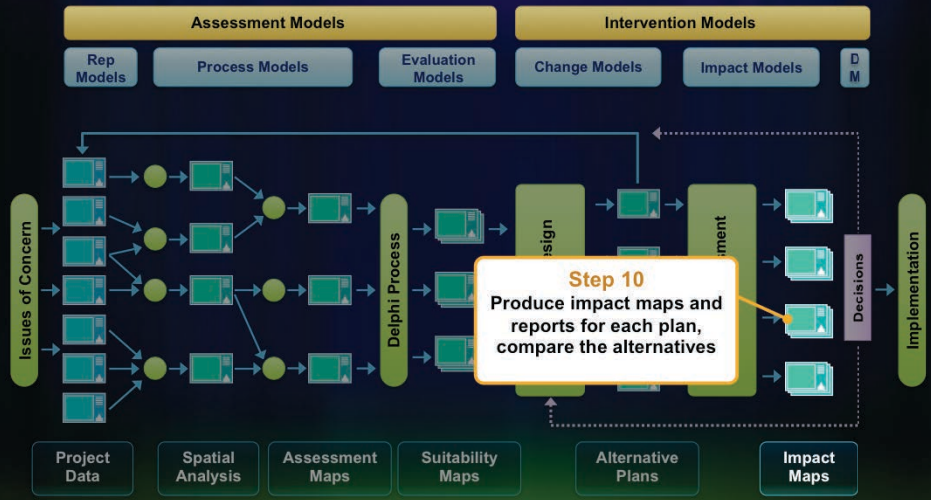 Assessment Models
Intervention Models
Rep
Models
Process Models
Evaluation
Models
Change Models
Impact Models
D
M
Issues of Concern
Delphi Process
esign
sment
Decisions
Implementation
Step 10
Produce impact maps and
reports for each plan,
compare the alternatives
Project
Data
Spatial
Analysis
Assessment
Maps
Suitability
Maps
Alternative
Plans
Impact
Maps